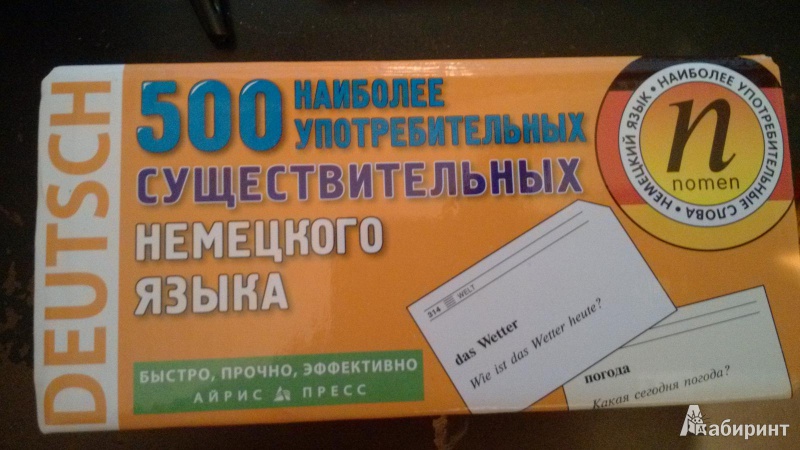 DEUTSCH
500 НАИБОЛЕЕ
УПОТРЕБИТЕЛЬНЫХ
СУЩЕСТВИТЕЛЬНЫХ
НЕМЕЦКОГО
ЯЗЫКА
БЫСТРО, ПРОЧНО, ЭФФЕКТИВНО
АЙРИС ПРЕСС
НЕМЕЦКИЙ ЯЗЫК • НАИБОЛЕЕ УПОТРЕБИТЕЛЬНЫЕ СЛОВА •
n
nomen
314 WELT
das Wetter
Wie ist das Wetter heute?
погода
Какая сегодня погода?
Лабиринт